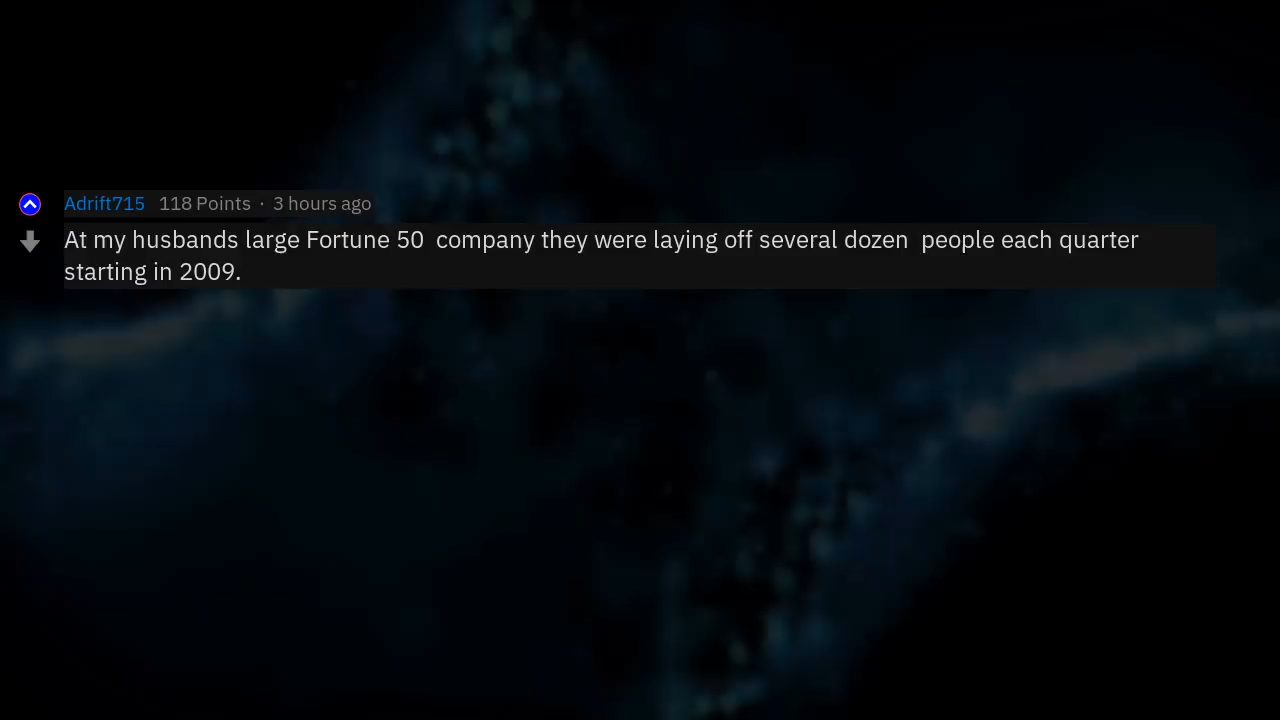 Adrift715 118 Points · 3 hours ago
At my husbands large Fortune 50  company they were laying off several dozen  people each quarter
starting in 2009.